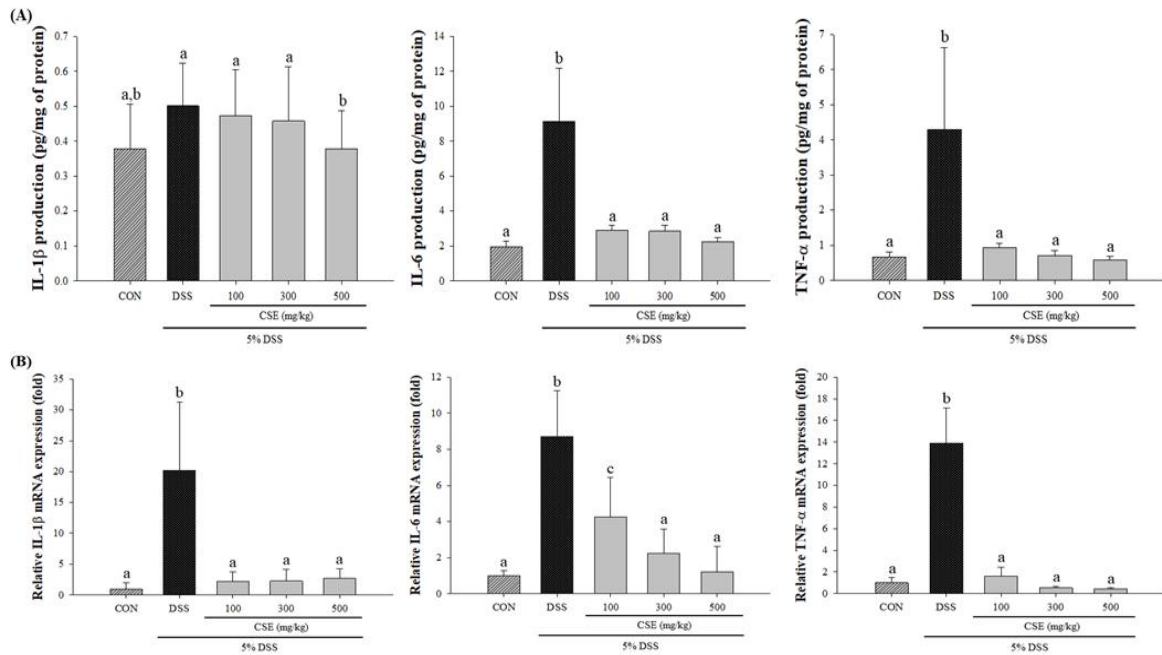 (A)
IL-1β production (pg/mg of protein)
0.7
0.6
0.5
0.4
0.3
0.2
0.1
0.0
a,b
a
a
a
b
CON
DSS
100
300
500
CSE (mg/kg)
5% DSS
IL-6 production (pg/mg of protein)
14
12
10
8
6
4
2
0
a
b
a
a
a
CON
DSS
100
300
500
CSE (mg/kg)
5% DSS
TNF-α production (pg/mg of protein)
7
6
5
4
3
2
1
0
a
b
a
a
a
CON
DSS
100
300
500
CSE (mg/kg)
5% DSS
(B)
Relative IL-1β mRNA expression (fold)
35
30
25
20
15
10
5
0
a
b
a
a
a
CON
DSS
100
300
500
CSE (mg/kg)
5% DSS
Relative IL-6 mRNA expression (fold)
12
10
8
6
4
2
0
a
b
c
a
a
CON
DSS
100
300
500
CSE (mg/kg)
5% DSS
Relative TNF-α mRNA expression (fold)
20
18
16
14
12
10
8
6
4
2
0
a
b
a
a
a
CON
DSS
100
300
500
CSE (mg/kg)
5% DSS